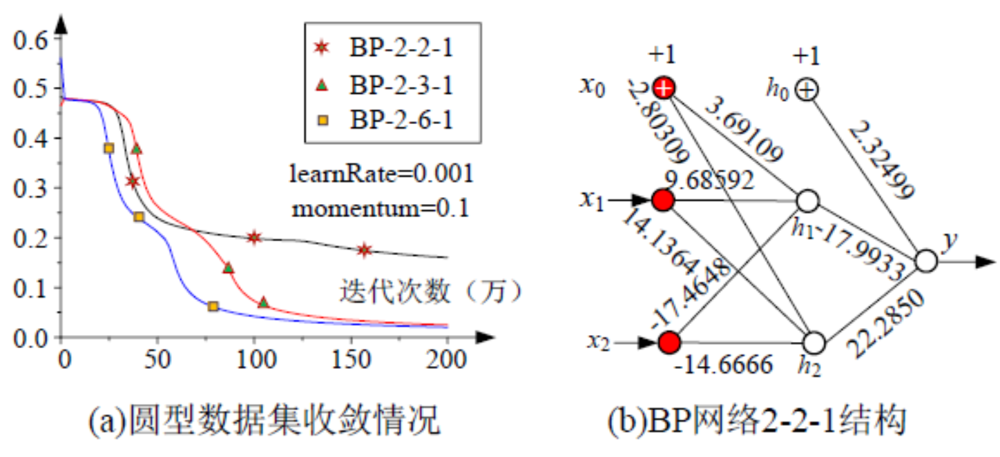 0.6
0.5
0.4
0.3
0.2
0.1
0.0
0
50
100
150
200
BP-2-2-1
BP-2-3-1
BP-2-6-1
learnRate=0.001
momentum=0.1
迭代次数（万）
(a)圆型数据集收敛情况
+1
+1
x0
h0
-2.80309
3.69109
2.32499
x1
9.68592
h1
-17.9933
y
14.1364
-17.4648
x2
-14.6666
h2
22.2850
(b)BP网络2-2-1结构